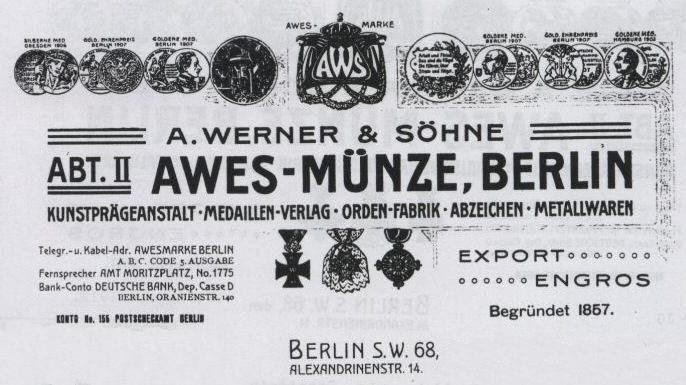 AWES- MARKE
SILBERNE MED. DRESDEN 1906
GOLD. EHRENPREIS BERLIN 1907
GOLDENE MED. BERLIN 1907
AWS
Arbeit und Fleiss
GOLDENE MED. BERLIN 1907
GOLD. EHRENPREIS BERLIN 1907
GOLDENE MED.
A. WERNER & SÖHNE
ABT. II AWES-MÜNZE, BERLIN
KUNSTPRÄGEANSTALT · MEDAILLEN-VERLAG · ORDEN-FABRIK · ABZEICHEN · METALLWAREN
Telegr.- u. Kabel-Adr. AWESMARKE BERLIN
A. B. C. CODE 5. AUSGABE
Fernsprecher AMT MORITZPLATZ, No. 1775
Bank-Conto DEUTSCHE BANK, Dep. Casse D
BERLIN, ORANIENSTR. 140
KONTO No. 156 POSTSCHECKAMT BERLIN
EXPORT
ENGROS
Begründet 1857.
BERLIN S.W. 68,
ALEXANDRINENSTR. 14.